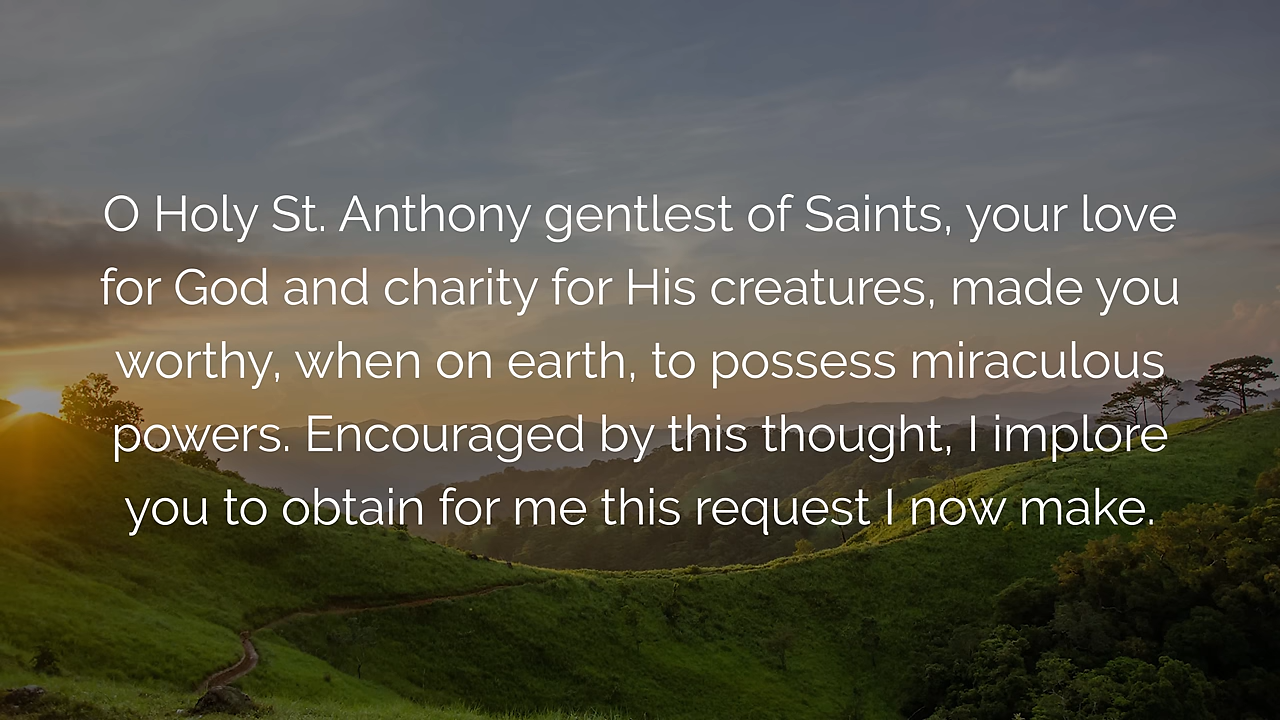 O Holy St. Anthony gentlest of Saints, your love
for God and charity for His creatures, made you
worthy, when on earth, to possess miraculous
powers. Encouraged by this thought, I implore
you to obtain for me this request I now make.